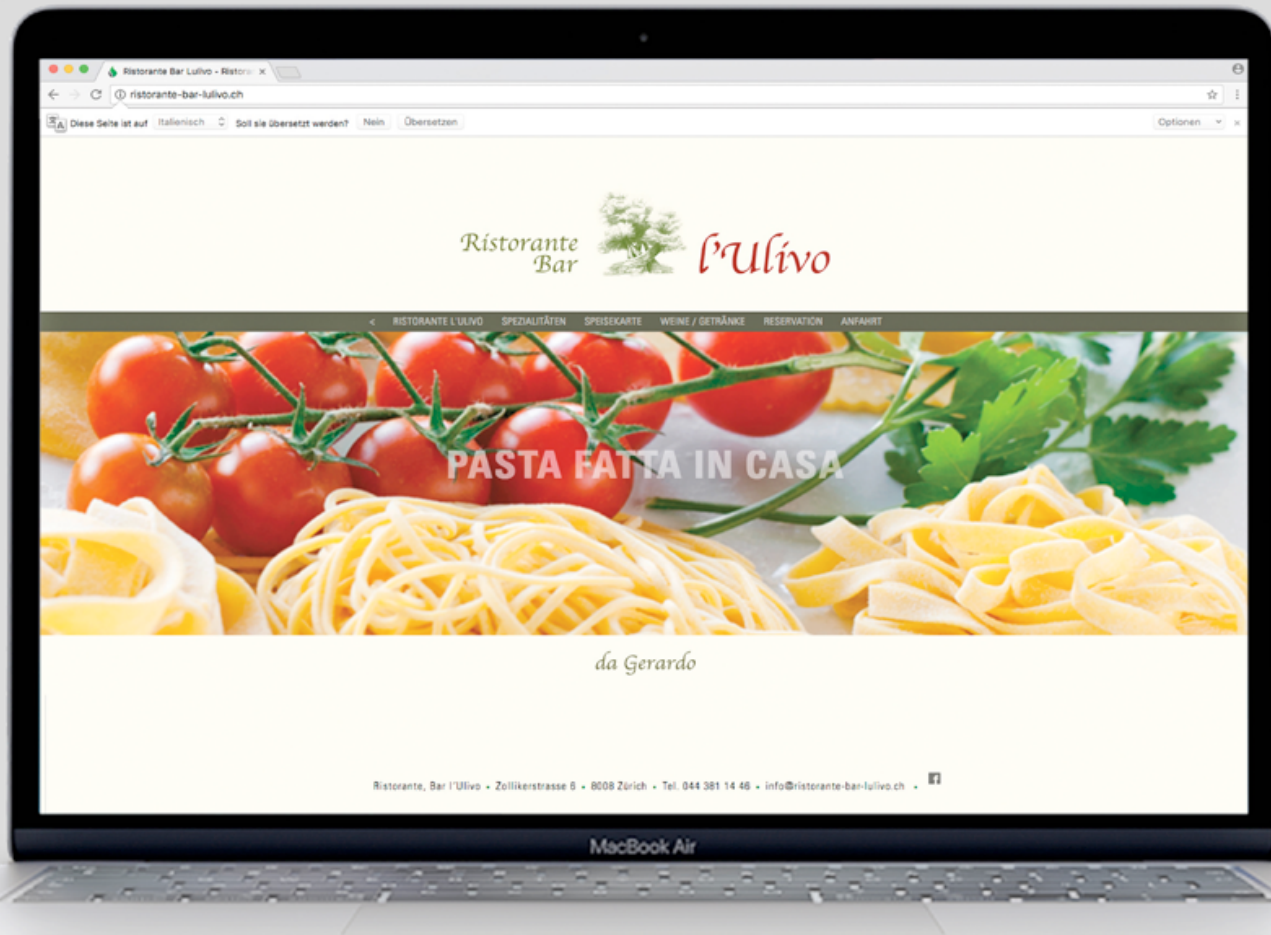 Ristorante Bar Lulivo - Ristora
ristorante-bar-lulivo.ch
Diese Seite ist auf Italienisch Soll sie übersetzt werden? Nein Übersetzen Optionen
Ristorante
Bar
l'Ulivo
< RISTORANTE L'ULIVO SPEZIALITÄTEN SPEISEKARTE WEINE / GETRÄNKE RESERVATION ANFAHRT
PASTA FATTA IN CASA
da Gerardo
Ristorante, Bar l'Ulivo • Zollikerstrasse 6 • 8008 Zürich • Tel. 044 381 14 46 • info@ristorante-bar-lulivo.ch •
MacBook Air